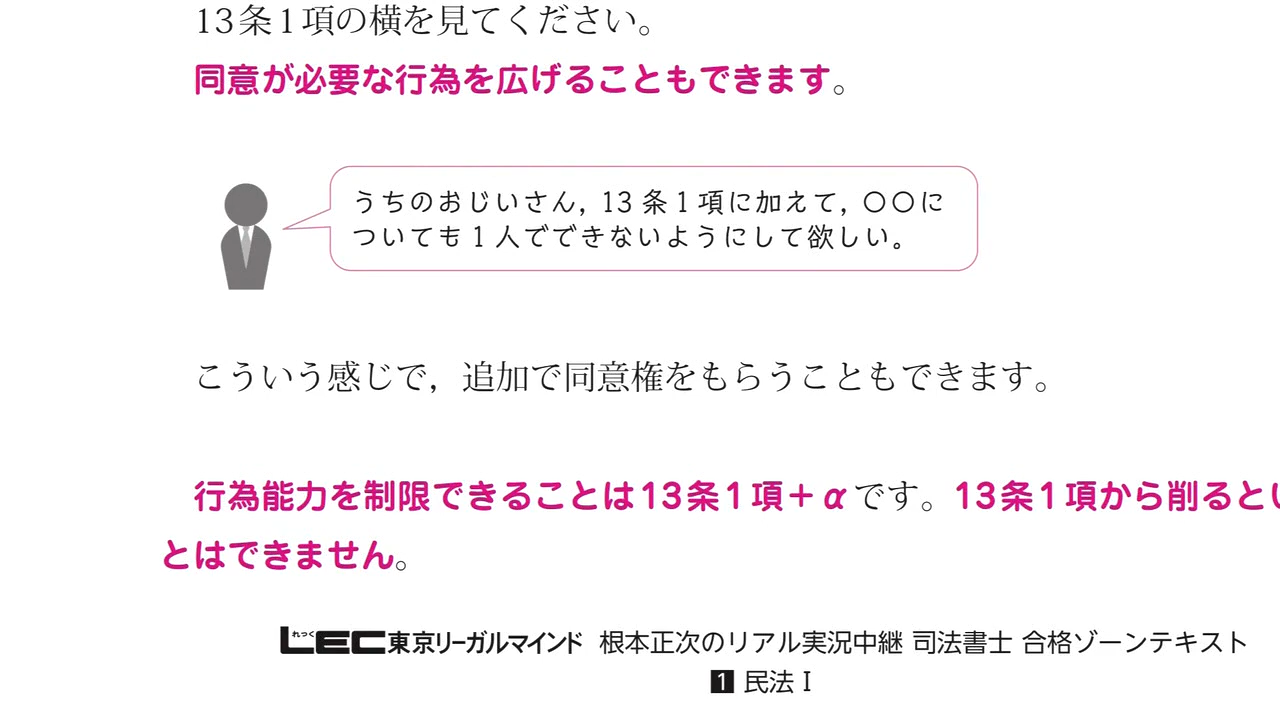 13条1項の横を見てください。
同意が必要な行為を広げることもできます。
うちのおじいさん，13条1項に加えて，〇〇に
ついても1人でできないようにして欲しい。
こういう感じで，追加で同意権をもらうこともできます。
行為能力を制限できることは13条1項＋αです。13条1項から削るとい
とはできません。
れっく LEC東京リーガルマインド 根本正次のリアル実況中継 司法書士 合格ゾーンテキスト
1 民法Ⅰ